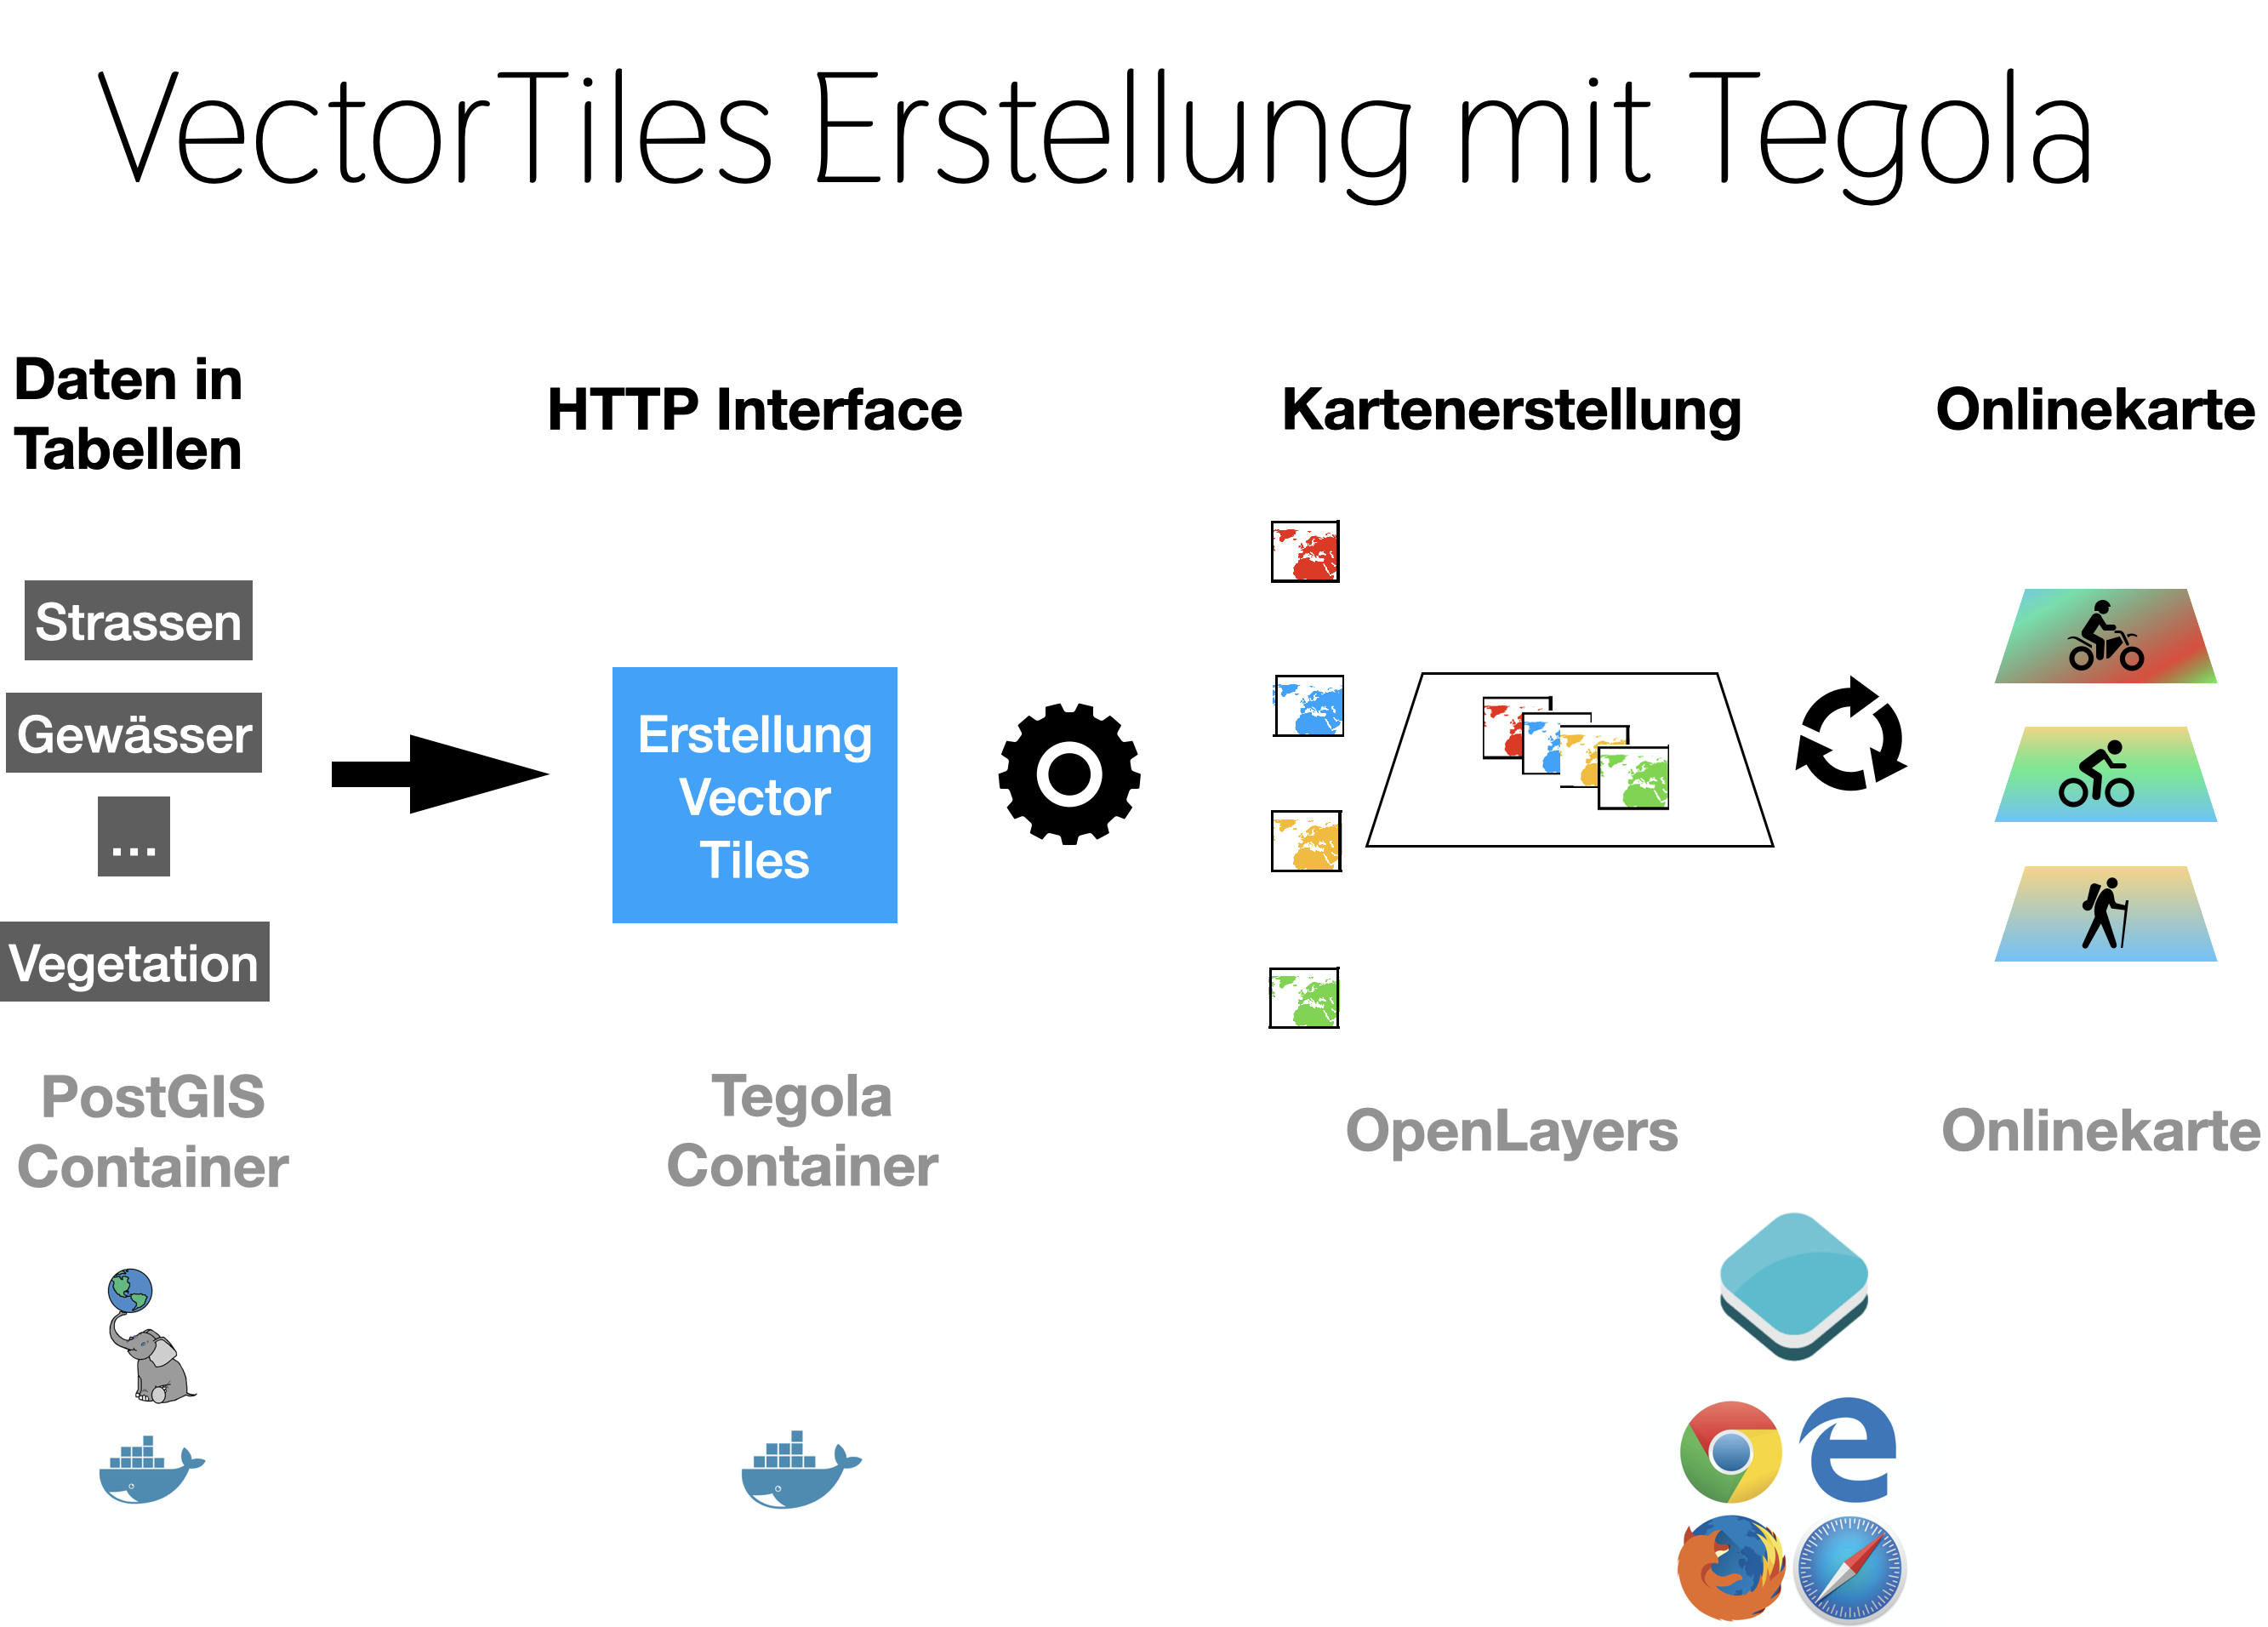 VectorTiles Erstellung mit Tegola
Daten in
Tabellen
HTTP Interface
Kartenerstellung
Onlinekarte
Strassen
Gewässer
...
Vegetation
Erstellung
Vector
Tiles
PostGIS
Container
Tegola
Container
OpenLayers
Onlinekarte